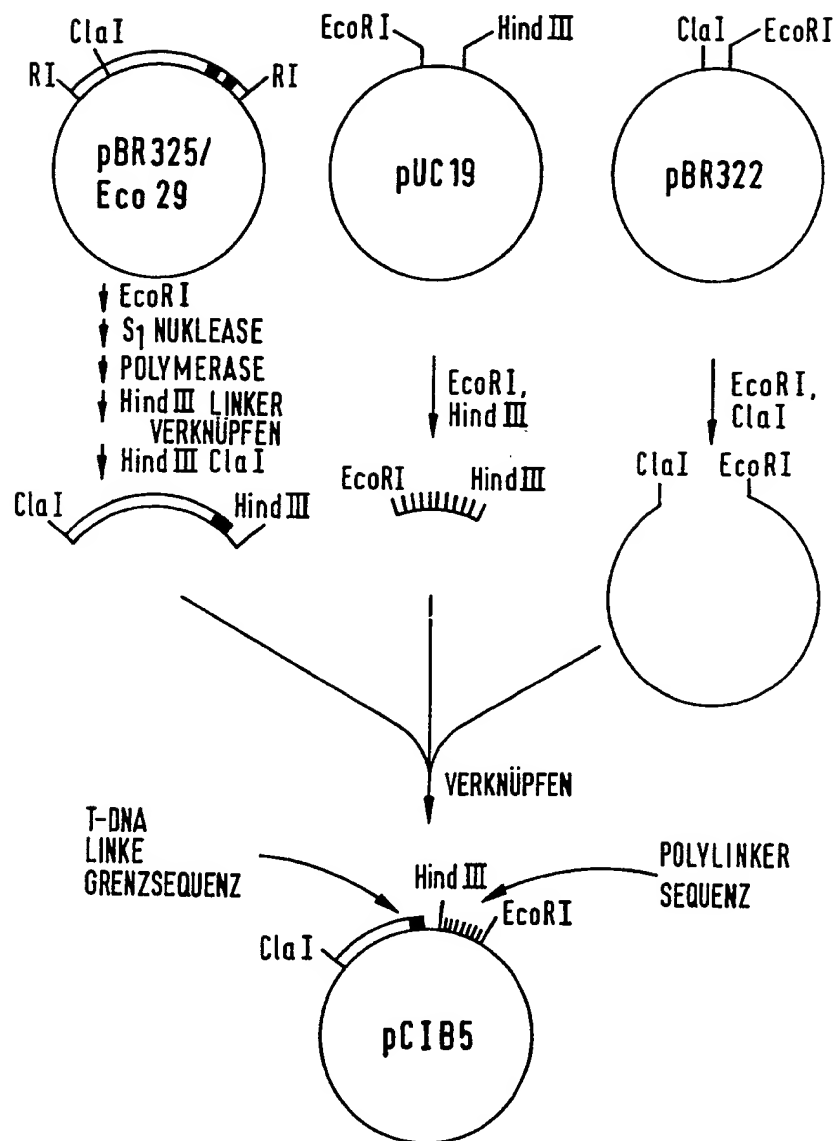 ClaI
RI
RI
pBR325/
Eco 29
EcoRI
HindIII
pUC19
ClaI
EcoRI
pBR322
EcoRI
S1 NUKLEASE
POLYMERASE
HindIII LINKER
VERKNÜPFEN
HindIII ClaI
EcoRI,
HindIII
EcoRI,
ClaI
ClaI
HindIII
EcoRI
HindIII
ClaI
EcoRI
VERKNÜPFEN
T-DNA
LINKE
GRENZSEQUENZ
POLYLINKER
SEQUENZ
HindIII
EcoRI
ClaI
pCIB5